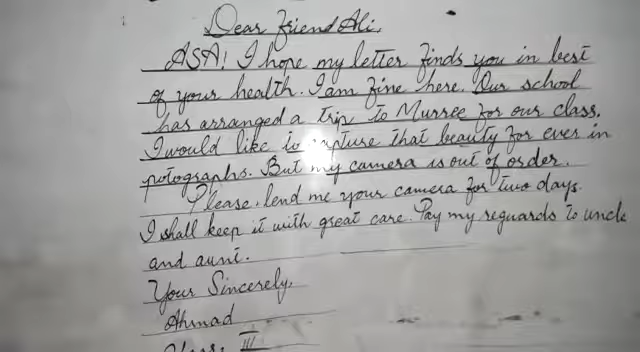 Dear Friend Ali,
ASA! I hope my letter finds you in best
of your health. I am fine here. Our school
has arranged a trip to Murree for our class.
I would like to capture that beauty for ever in
potographs. But my camera is out of order.
Please, lend me your camera for two days.
I shall keep it with great care. Pay my reguards to uncle
and aunt.
Your Sincerely,
Ahmad
III